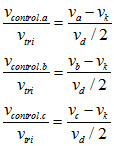 v_control.a / v_tri = (v_a − v_k) / (v_d / 2)
v_control.b / v_tri = (v_b − v_k) / (v_d / 2)
v_control.c / v_tri = (v_c − v_k) / (v_d / 2)